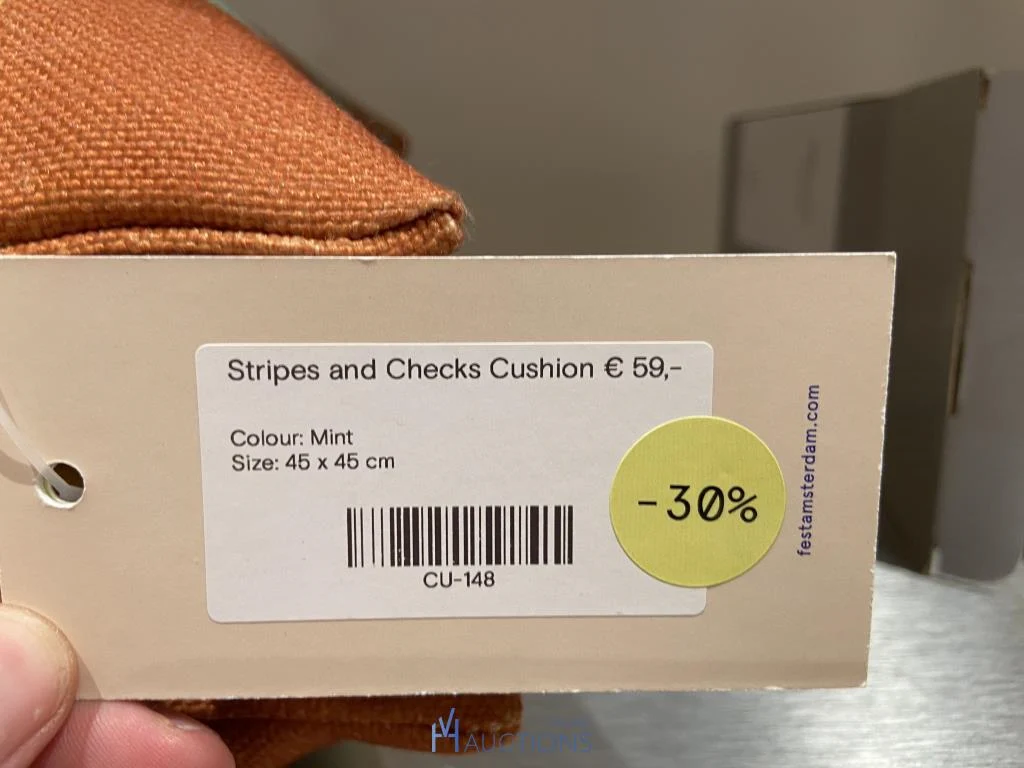 Stripes and Checks Cushion € 59,-
Colour: Mint
Size: 45 x 45 cm
CU-148
-30%
festamsterdam.com
AUCTIONS